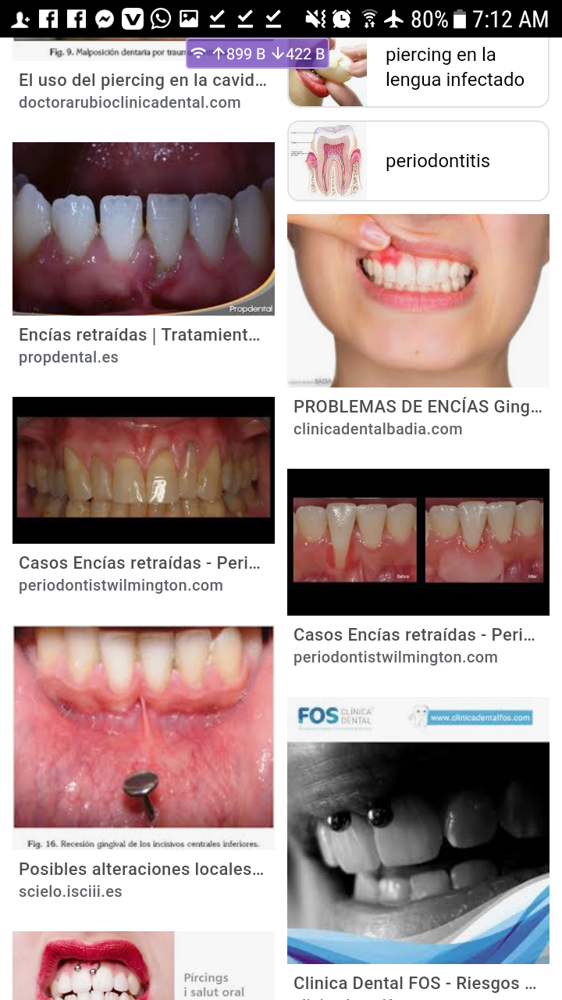 80% 7:12 AM
↑899 B ↓422 B
Fig. 9. Malposición dentaria por
El uso del piercing en la cavid...
doctorarubioclinicadental.com
piercing en la
lengua infectado
periodontitis
Propdental
Encías retraídas | Tratamient...
propdental.es
BADIA
PROBLEMAS DE ENCÍAS Ging...
clinicadentalbadia.com
Casos Encías retraídas - Peri...
periodontistwilmington.com
Before
After
Casos Encías retraídas - Peri...
periodontistwilmington.com
Fig. 16. Recesión gingival de los incisivos centrales inferiores.
Posibles alteraciones locales...
scielo.isciii.es
FOS CLÍNICA
DENTAL
www.clinicadentalfos.com
Clinica Dental FOS - Riesgos ...
Pírcings
i salut oral